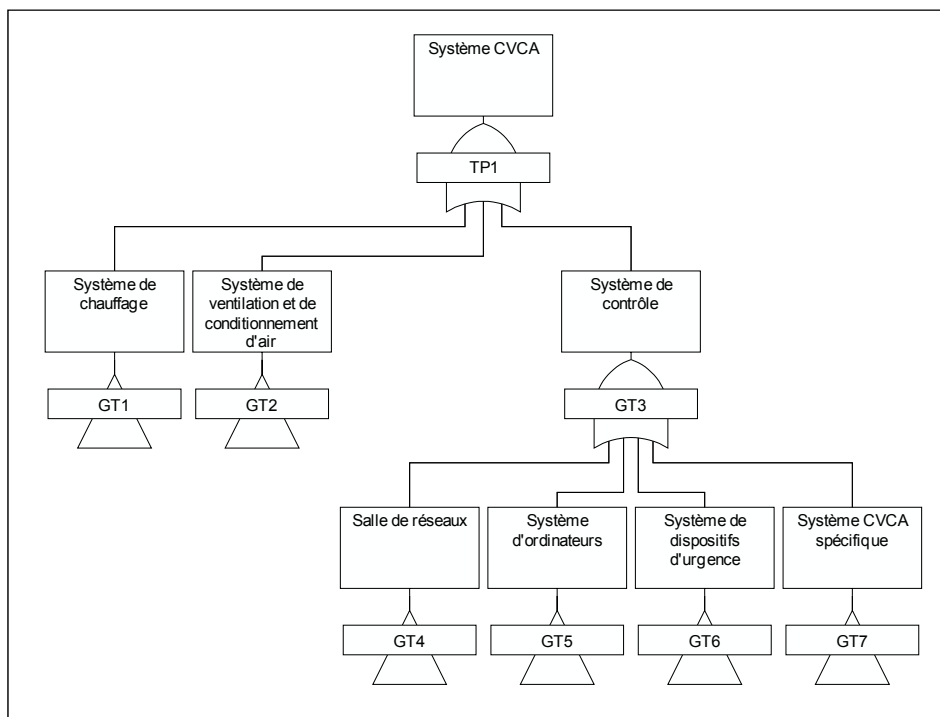 Système CVCA
TP1
Système de
chauffage
Système de
ventilation et de
conditionnement
d'air
Système de
contrôle
GT1
GT2
GT3
Salle de réseaux
Système
d'ordinateurs
Système de
dispositifs
d'urgence
Système CVCA
spécifique
GT4
GT5
GT6
GT7